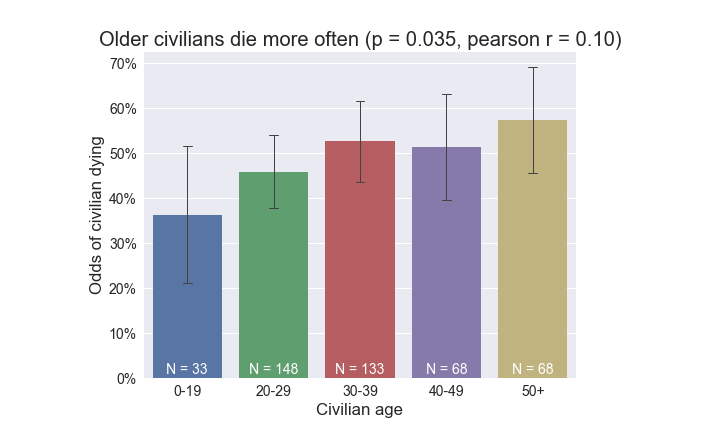 Older civilians die more often (p = 0.035, pearson r = 0.10)
70%
60%
50%
40%
30%
20%
10%
0%
Odds of civilian dying
N = 33
N = 148
N = 133
N = 68
N = 68
0-19
20-29
30-39
40-49
50+
Civilian age